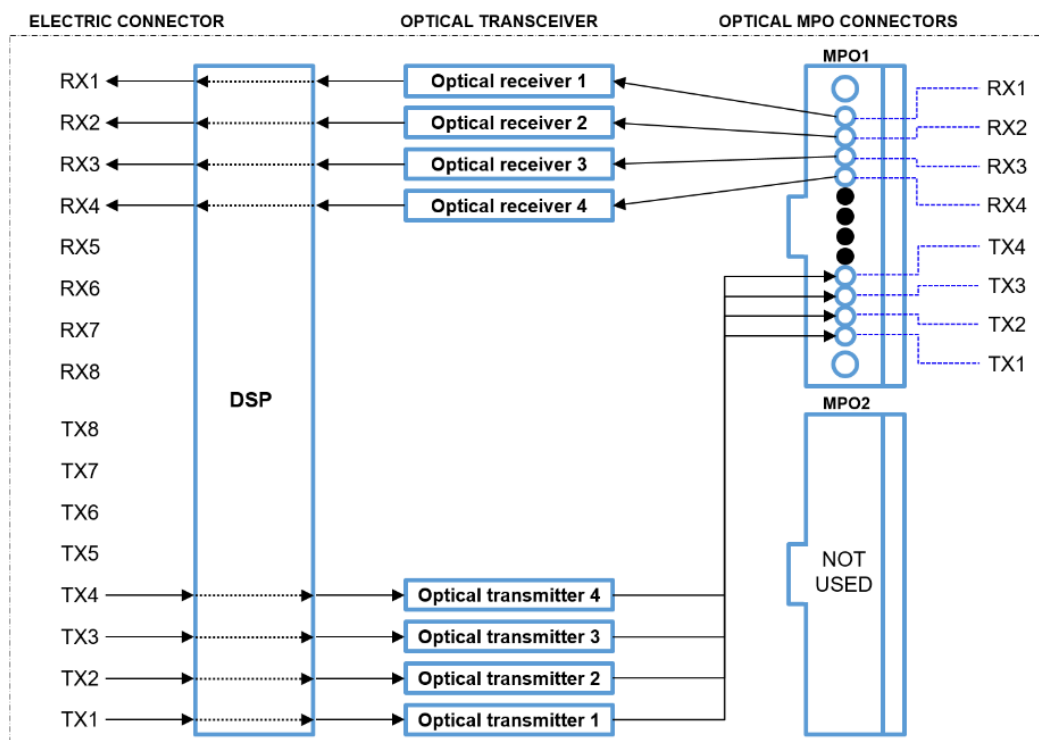 ELECTRIC CONNECTOR
OPTICAL TRANSCEIVER
OPTICAL MPO CONNECTORS
MPO1
RX1
Optical receiver 1
RX1
RX2
Optical receiver 2
RX2
RX3
Optical receiver 3
RX3
RX4
Optical receiver 4
RX4
RX5
TX4
RX6
TX3
RX7
TX2
RX8
TX1
DSP
MPO2
TX8
TX7
TX6
TX5
NOT
USED
TX4
Optical transmitter 4
TX3
Optical transmitter 3
TX2
Optical transmitter 2
TX1
Optical transmitter 1